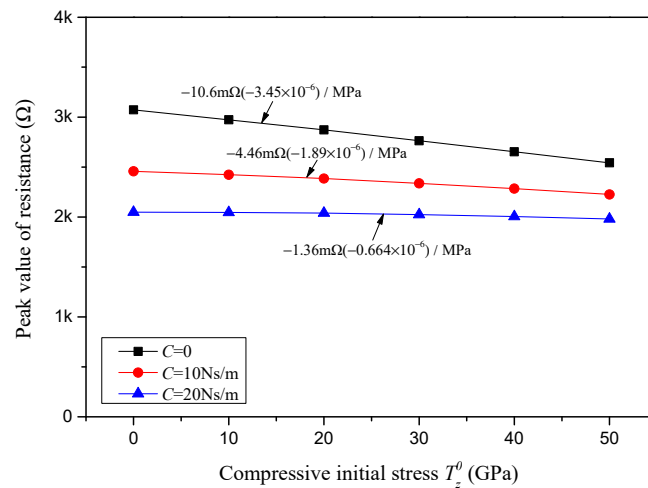 4k
3k
2k
1k
0
Peak value of resistance (Ω)
−10.6mΩ(−3.45×10⁻⁶) / MPa
−4.46mΩ(−1.89×10⁻⁶) / MPa
−1.36mΩ(−0.664×10⁻⁶) / MPa
C=0
C=10Ns/m
C=20Ns/m
0 10 20 30 40 50
Compressive initial stress T_z^0 (GPa)